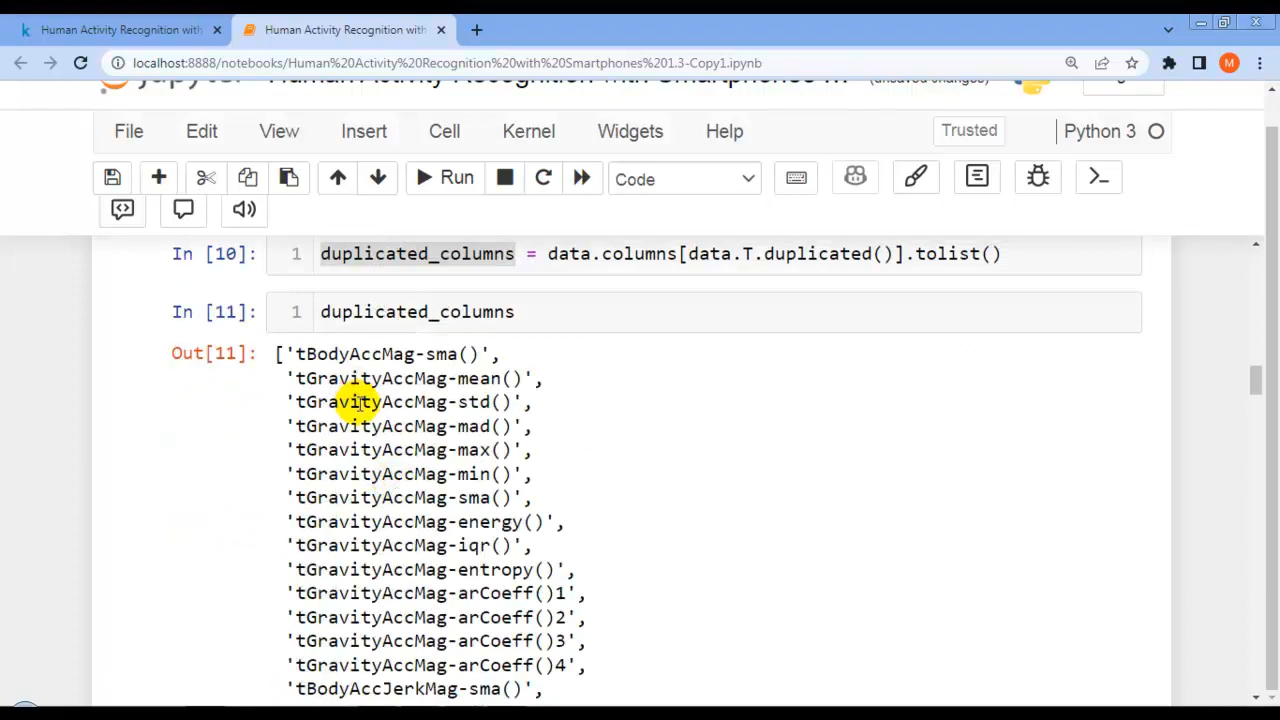 Human Activity Recognition with
Human Activity Recognition with
localhost:8888/notebooks/Human%20Activity%20Recognition%20with%20Smartphones%201.3-Copy1.ipynb
M
File Edit View Insert Cell Kernel Widgets Help Trusted Python 3
Run Code
In [10]: 1 duplicated_columns = data.columns[data.T.duplicated()].tolist()
In [11]: 1 duplicated_columns
Out[11]: ['tBodyAccMag-sma()',
'tGravityAccMag-mean()',
'tGravityAccMag-std()',
'tGravityAccMag-mad()',
'tGravityAccMag-max()',
'tGravityAccMag-min()',
'tGravityAccMag-sma()',
'tGravityAccMag-energy()',
'tGravityAccMag-iqr()',
'tGravityAccMag-entropy()',
'tGravityAccMag-arCoeff()1',
'tGravityAccMag-arCoeff()2',
'tGravityAccMag-arCoeff()3',
'tGravityAccMag-arCoeff()4',
'tBodyAccJerkMag-sma()',